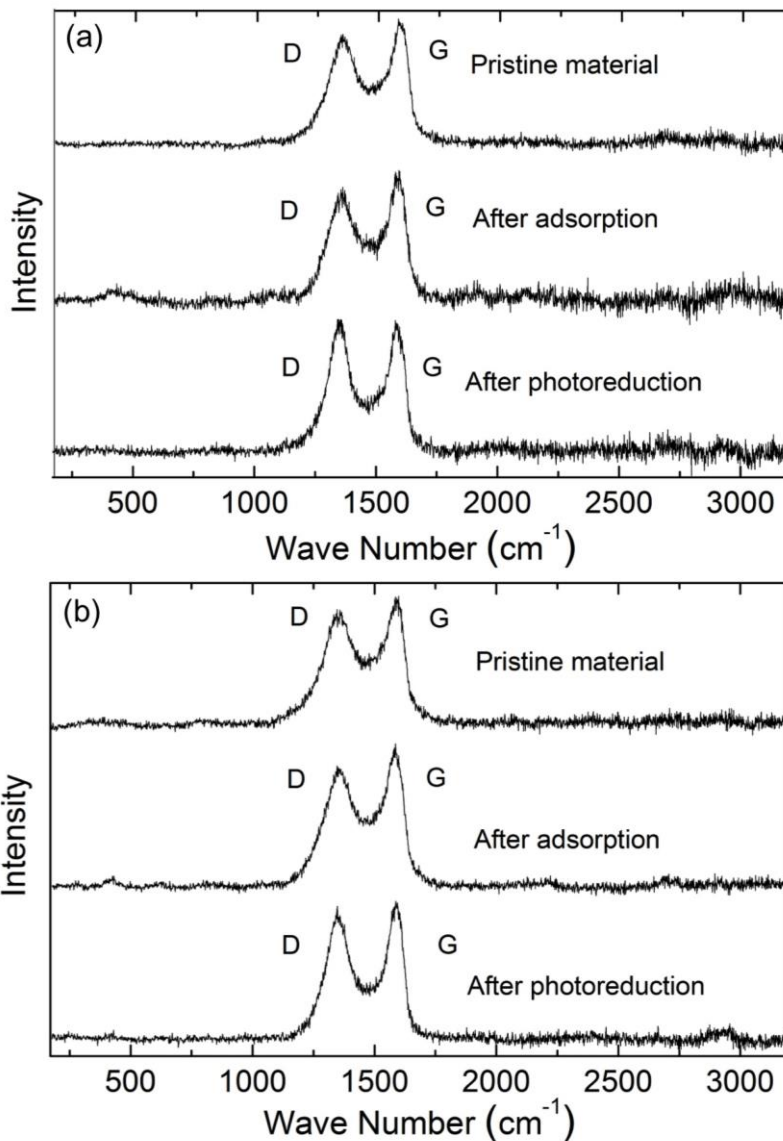 (a)
D G Pristine material
D G After adsorption
D G After photoreduction
Intensity
500 1000 1500 2000 2500 3000
Wave Number (cm⁻¹)
(b)
D G
Pristine material
D G
After adsorption
D G
After photoreduction
Intensity
500 1000 1500 2000 2500 3000
Wave Number (cm⁻¹)